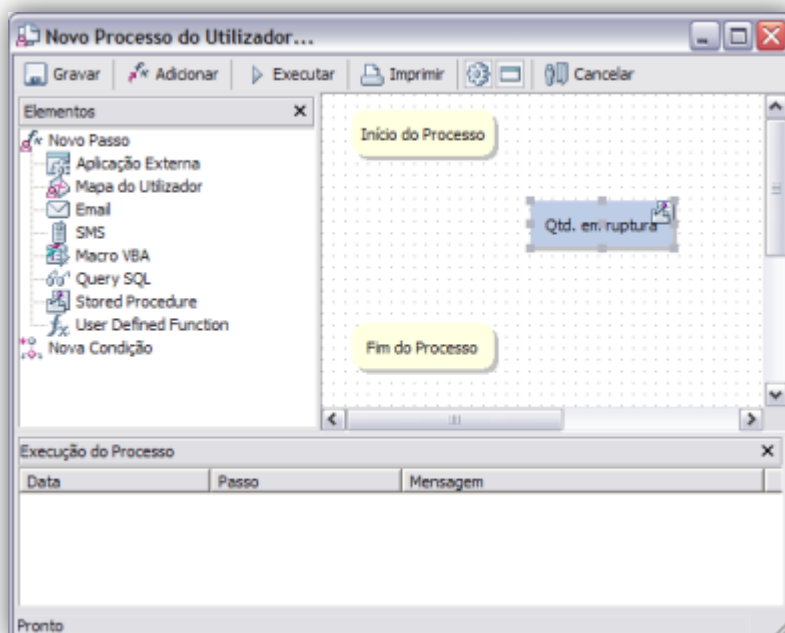 Novo Processo do Utilizador...
Gravar Adicionar Executar Imprimir Cancelar
Elementos
Novo Passo
Aplicação Externa
Mapa do Utilizador
Email
SMS
Macro VBA
Query SQL
Stored Procedure
User Defined Function
Nova Condição
Início do Processo
Qtd. em ruptura
Fim do Processo
Execução do Processo
Data Passo Mensagem
Pronto